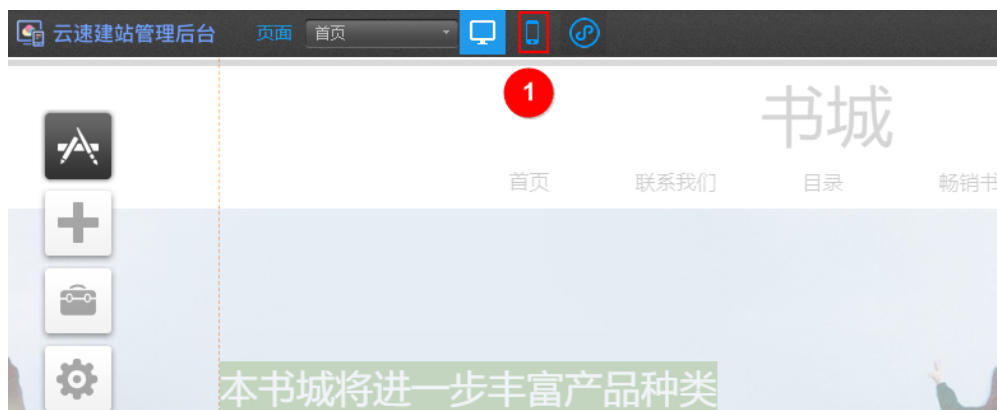 云速建站管理后台 页面 首页
1
书城
首页 联系我们 目录 畅销书
本书城将进一步丰富产品种类